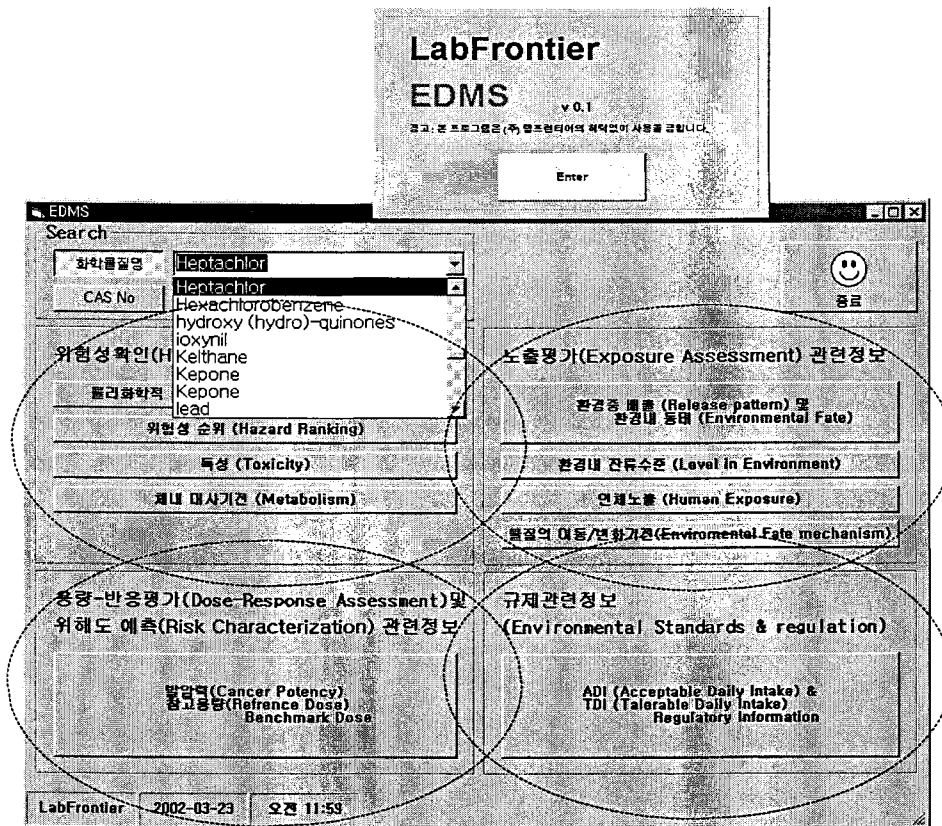 LabFrontier
EDMS v 0.1
경고: 본 프로그램은 (주) 랩프런티어의 허락없이 사용을 금합니다.
Enter
EDMS
Search
화학물질명 Heptachlor
CAS No
종료
Heptachlor
Hexachlorobenzene
hydroxy (hydro)-quinones
ioxynil
Kelthane
Kepone
Kepone
lead
위험성확인(H
물리화학적
위험성 순위 (Hazard Ranking)
독성 (Toxicity)
체내 대사기전 (Metabolism)
노출평가(Exposure Assessment) 관련정보
환경중 배출 (Release pattern) 및
환경내 동태 (Environmental Fate)
환경내 잔류수준 (Level in Environment)
인체노출 (Human Exposure)
물질의 이동/변화기전(Enviromental Fate mechanism)
용량-반응평가(Dose-Response Assessment)및
위해도 예측(Risk Characterization) 관련정보
발암력(Cancer Potency)
참고용량(Refrence Dose)
Benchmark Dose
규제관련정보
(Environmental Standards & regulation)
ADI (Acceptable Daily Intake) &
TDI (Talerable Daily Intake)
Regulatory Information
LabFrontier 2002-03-23 오전 11:59